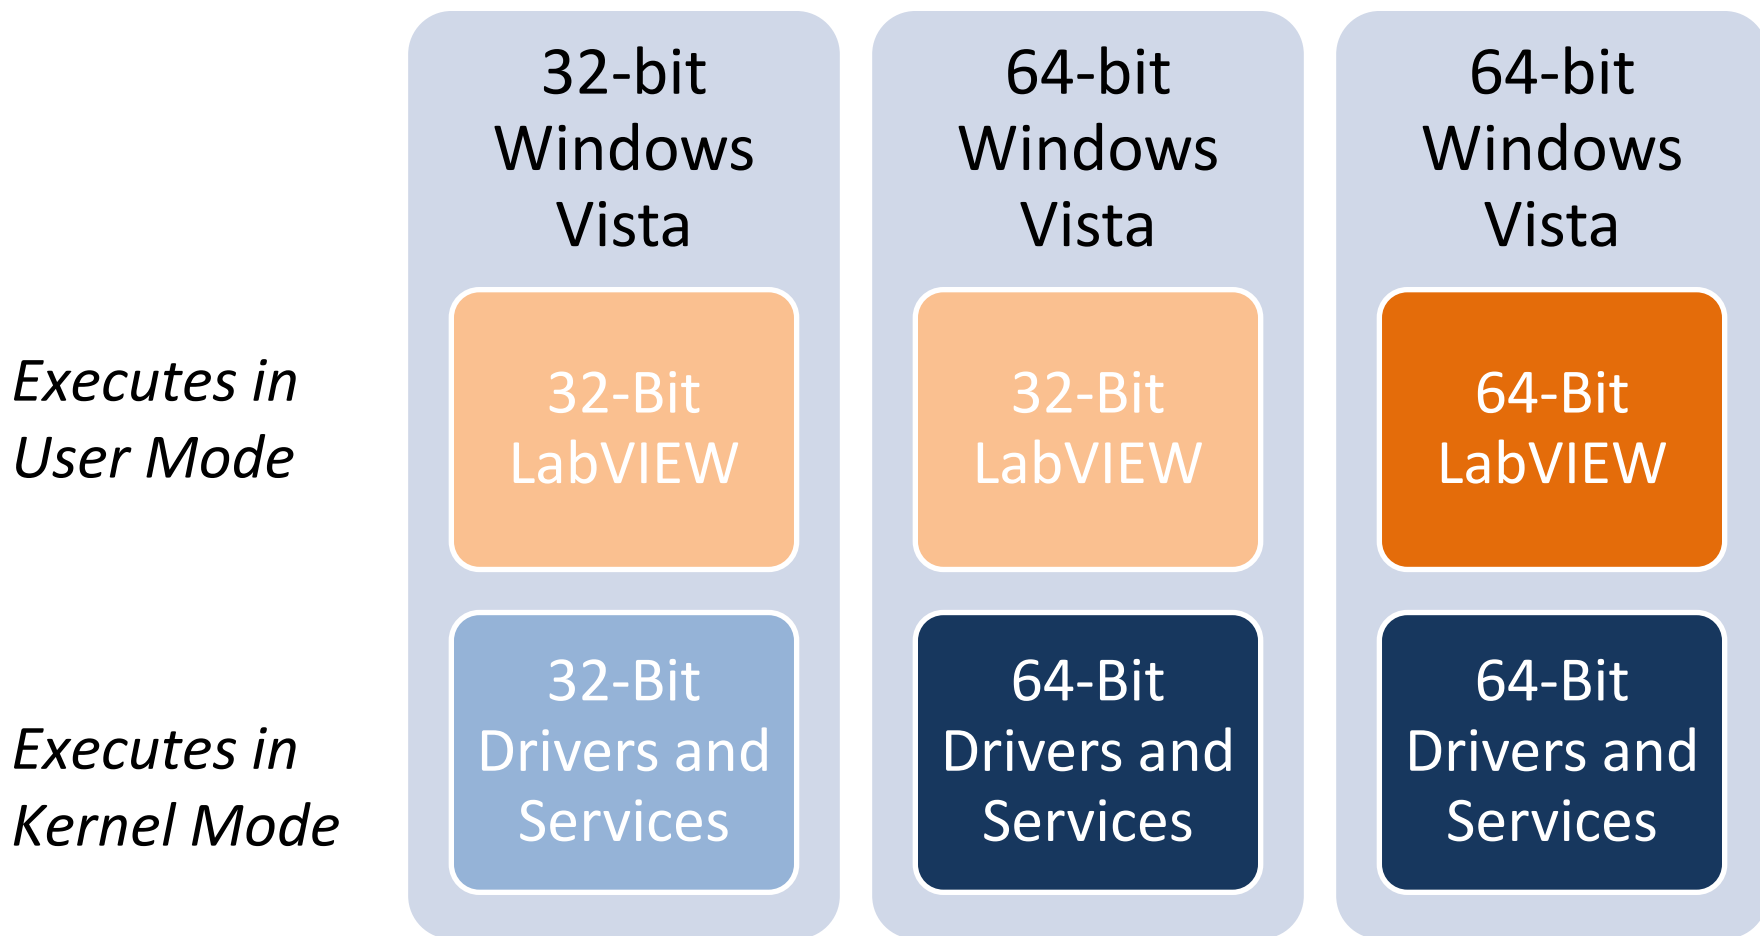 32-bit
Windows
Vista
64-bit
Windows
Vista
64-bit
Windows
Vista
Executes in
User Mode
32-Bit
LabVIEW
32-Bit
LabVIEW
64-Bit
LabVIEW
Executes in
Kernel Mode
32-Bit
Drivers and
Services
64-Bit
Drivers and
Services
64-Bit
Drivers and
Services